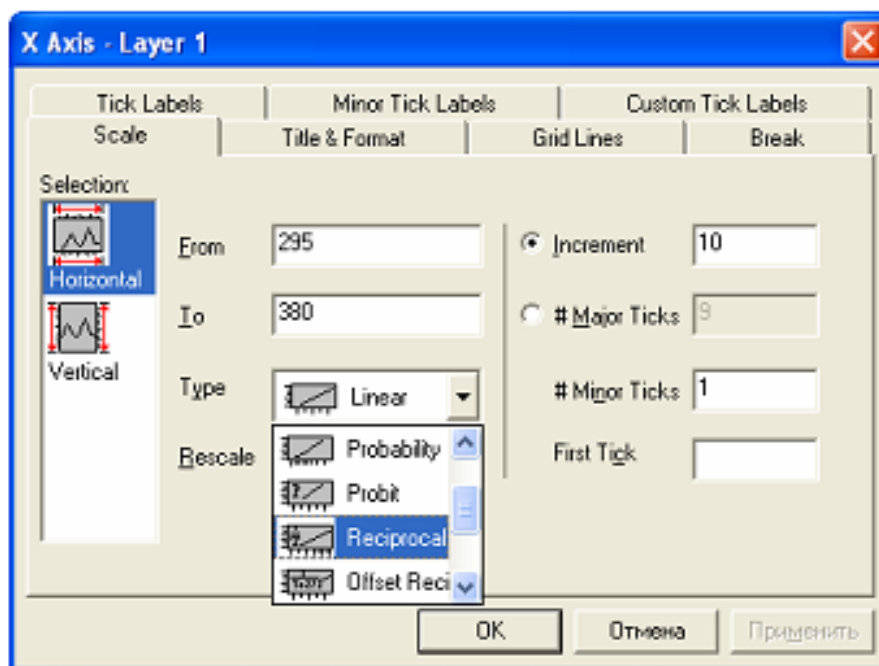 X Axis - Layer 1
Tick Labels Minor Tick Labels Custom Tick Labels
Scale Title & Format Grid Lines Break
Selection:
Horizontal
Vertical
From 295
To 380
Type Linear
Rescale
Probability
Probit
Reciprocal
Offset Reci
Increment 10
# Major Ticks 9
# Minor Ticks 1
First Tick
OK Отмена Применить